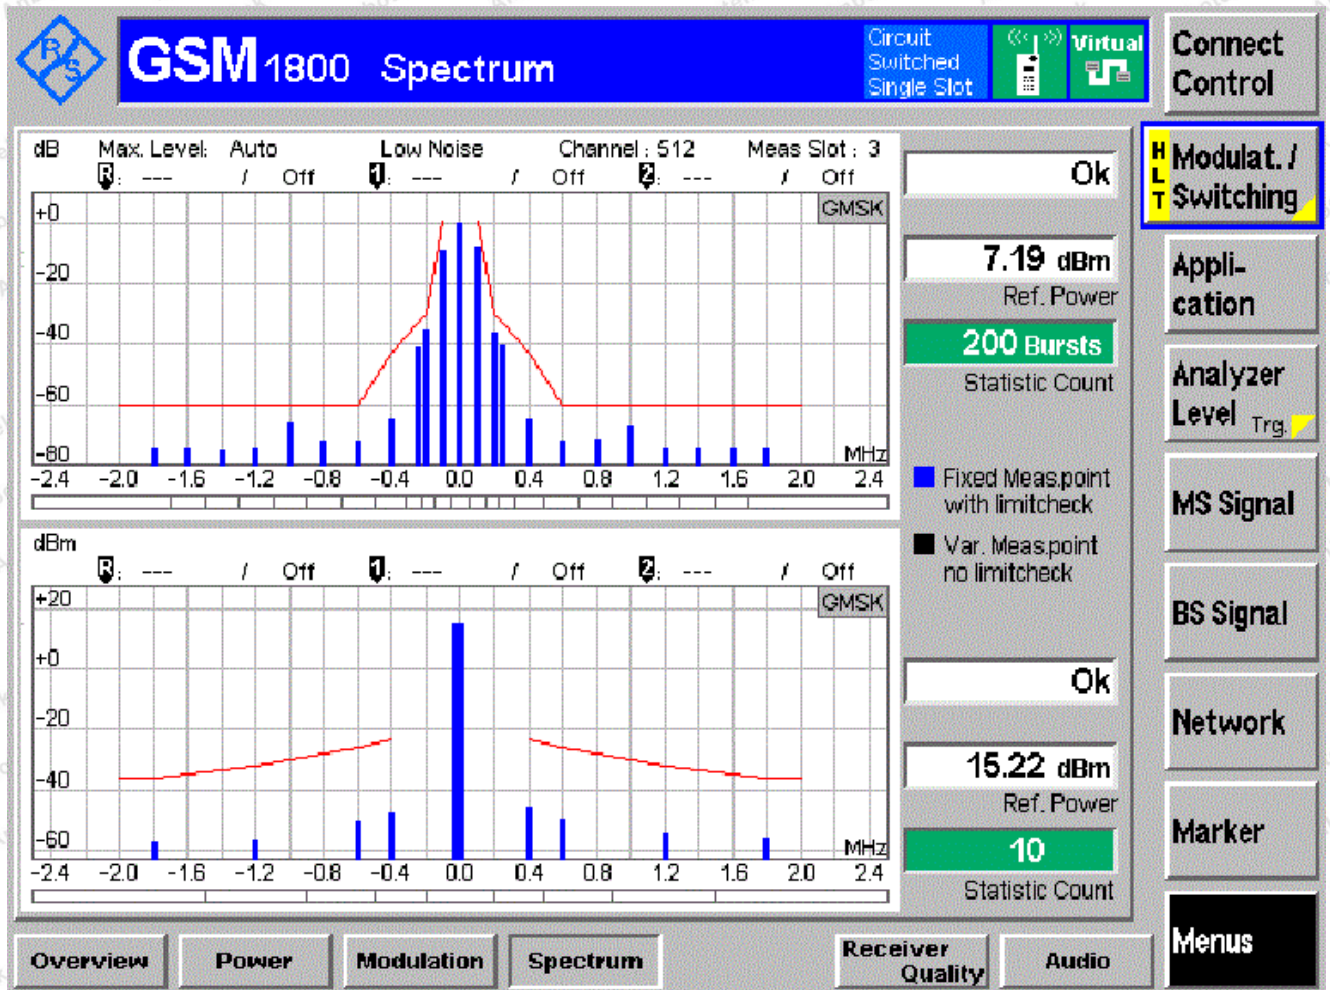 R S
GSM 1800 Spectrum
Circuit
Switched
Single Slot
Virtual
Connect
Control
dB Max. Level: Auto Low Noise Channel : 512 Meas Slot : 3
R: --- / Off 1: --- / Off 2: --- / Off
GMSK
+0
-20
-40
-60
-80
MHz
-2.4 -2.0 -1.6 -1.2 -0.8 -0.4 0.0 0.4 0.8 1.2 1.6 2.0 2.4
Ok
7.19 dBm
Ref. Power
200 Bursts
Statistic Count
Fixed Meas.point
with limitcheck
Var. Meas.point
no limitcheck
dBm
R: --- / Off 1: --- / Off 2: --- / Off
GMSK
+20
+0
-20
-40
-60
MHz
-2.4 -2.0 -1.6 -1.2 -0.8 -0.4 0.0 0.4 0.8 1.2 1.6 2.0 2.4
Ok
15.22 dBm
Ref. Power
10
Statistic Count
HLT
Modulat. /
Switching
Appli-
cation
Analyzer
Level Trg.
MS Signal
BS Signal
Network
Marker
Menus
Overview Power Modulation Spectrum
Receiver
Quality
Audio